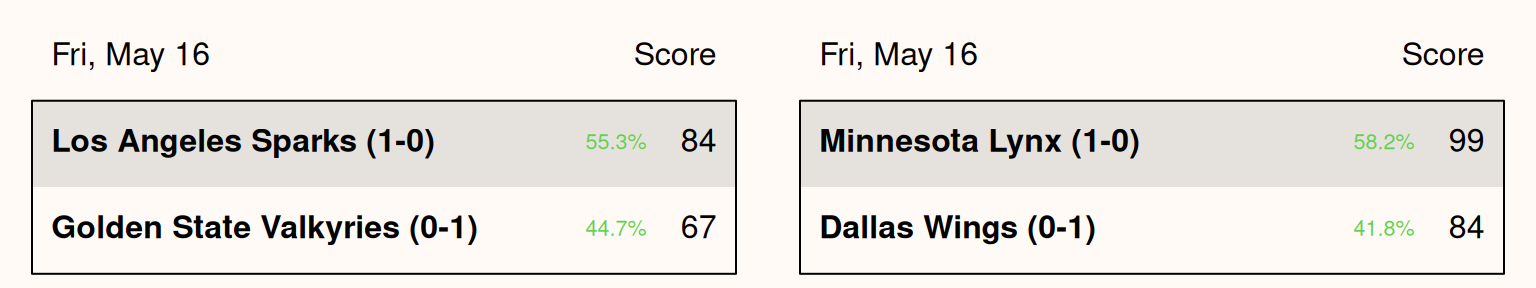 Fri, May 16 Score
Los Angeles Sparks (1-0) 55.3% 84
Golden State Valkyries (0-1) 44.7% 67
Fri, May 16 Score
Minnesota Lynx (1-0) 58.2% 99
Dallas Wings (0-1) 41.8% 84